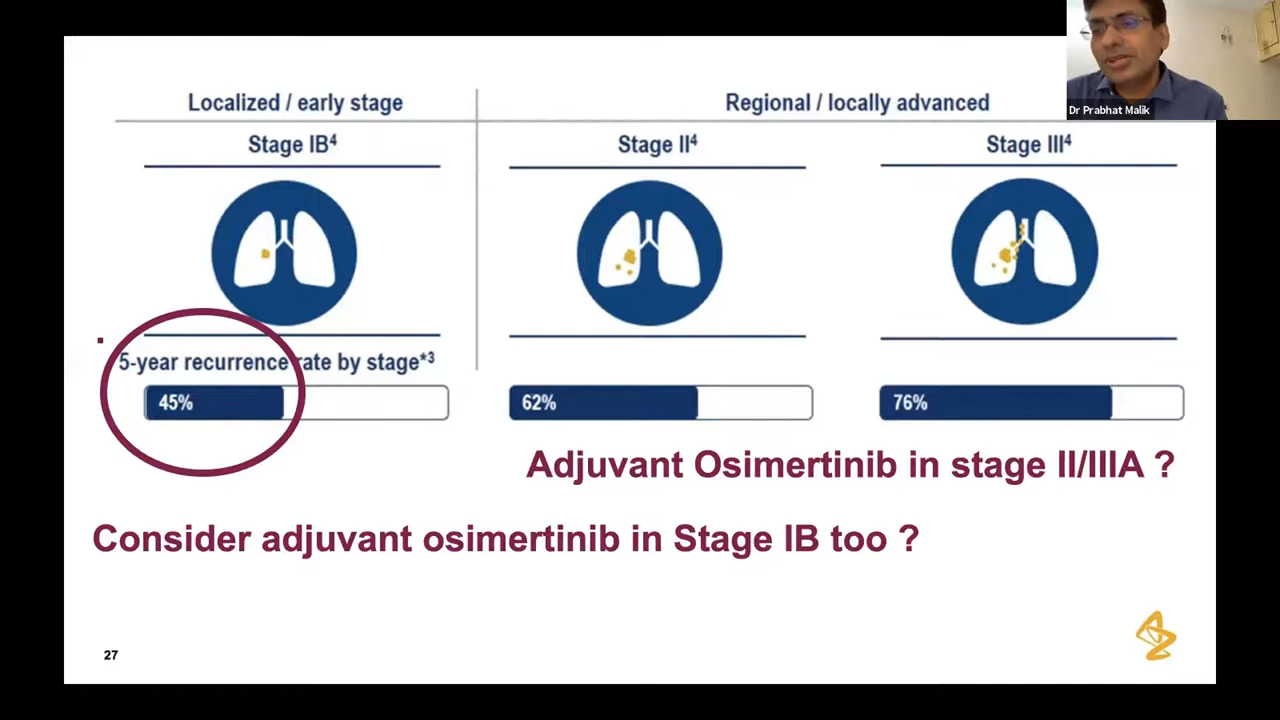 Dr Prabhat Malik
Localized / early stage
Regional / locally advanced
Stage IB⁴
Stage II⁴
Stage III⁴
5-year recurrence rate by stage*³
45%
62%
76%
Adjuvant Osimertinib in stage II/IIIA ?
Consider adjuvant osimertinib in Stage IB too ?
27